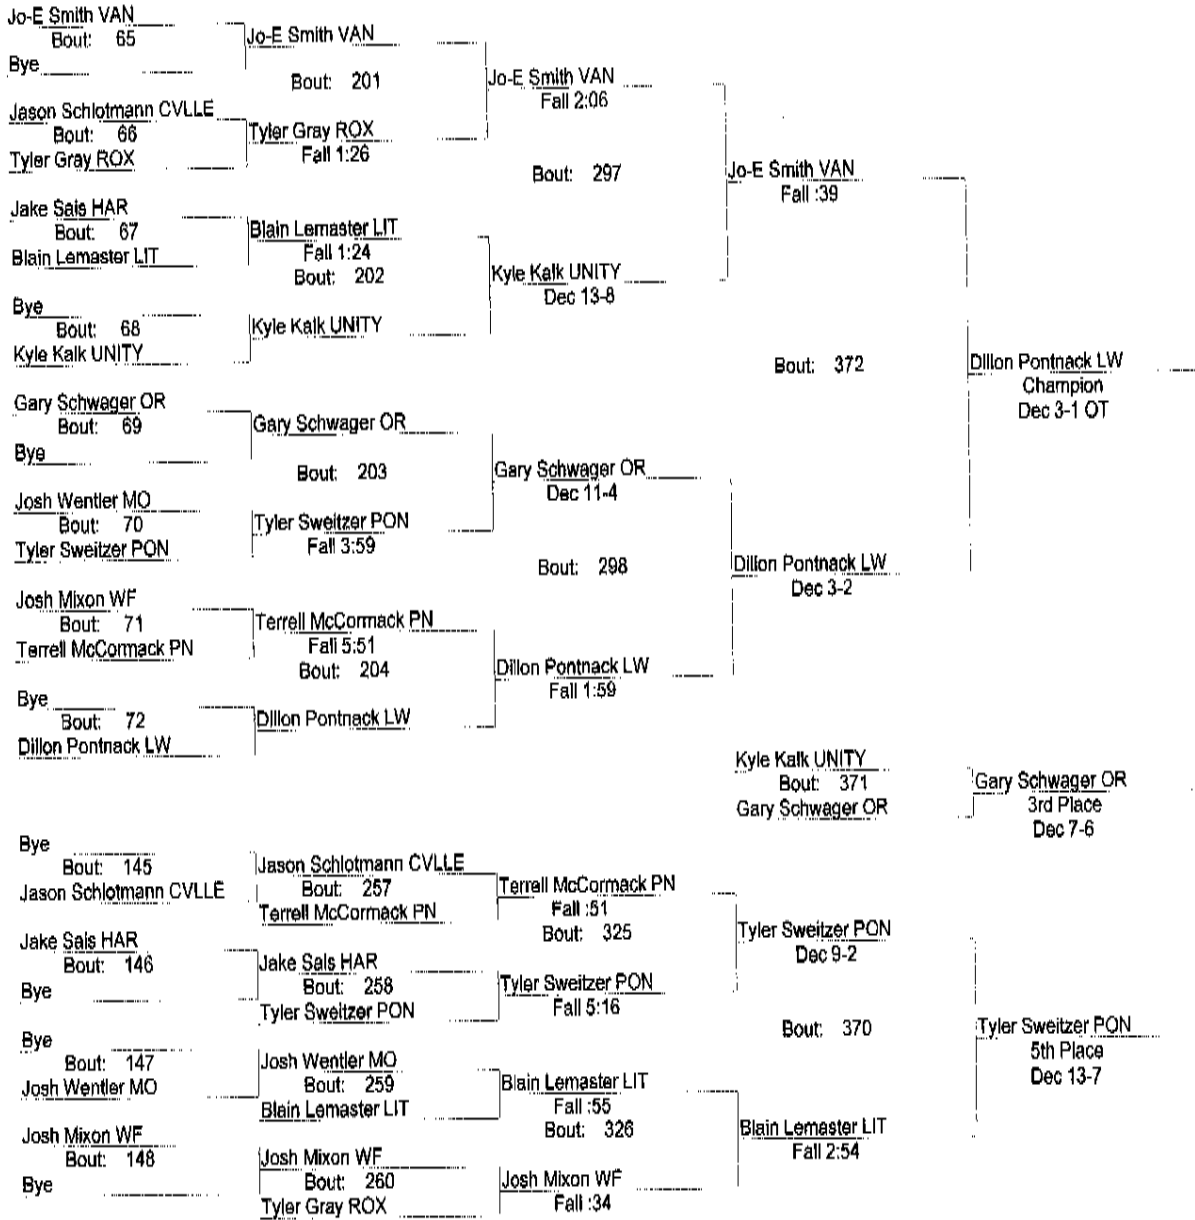 Jo-E Smith VAN
Bout: 65
Bye
Jo-E Smith VAN
Bout: 201
Jason Schlotmann CVLLE
Bout: 66
Tyler Gray ROX
Tyler Gray ROX
Fall 1:26
Jo-E Smith VAN
Fall 2:06
Bout: 297
Jake Sais HAR
Bout: 67
Blain Lemaster LIT
Blain Lemaster LIT
Fall 1:24
Bout: 202
Bye
Bout: 68
Kyle Kalk UNITY
Kyle Kalk UNITY
Kyle Kalk UNITY
Dec 13-8
Jo-E Smith VAN
Fall :39
Bout: 372
Dillon Pontnack LW
Champion
Dec 3-1 OT
Gary Schwager OR
Bout: 69
Bye
Gary Schwager OR
Bout: 203
Josh Wentler MO
Bout: 70
Tyler Sweitzer PON
Tyler Sweitzer PON
Fall 3:59
Gary Schwager OR
Dec 11-4
Bout: 298
Josh Mixon WF
Bout: 71
Terrell McCormack PN
Terrell McCormack PN
Fall 5:51
Bout: 204
Bye
Bout: 72
Dillon Pontnack LW
Dillon Pontnack LW
Dillon Pontnack LW
Fall 1:59
Dillon Pontnack LW
Dec 3-2
Kyle Kalk UNITY
Bout: 371
Gary Schwager OR
Gary Schwager OR
3rd Place
Dec 7-6
Bye
Bout: 145
Jason Schlotmann CVLLE
Jason Schlotmann CVLLE
Bout: 257
Terrell McCormack PN
Terrell McCormack PN
Fall :51
Bout: 325
Jake Sais HAR
Bout: 146
Bye
Jake Sais HAR
Bout: 258
Tyler Sweitzer PON
Tyler Sweitzer PON
Fall 5:16
Tyler Sweitzer PON
Dec 9-2
Bout: 370
Tyler Sweitzer PON
5th Place
Dec 13-7
Bye
Bout: 147
Josh Wentler MO
Josh Wentler MO
Bout: 259
Blain Lemaster LIT
Blain Lemaster LIT
Fall :55
Bout: 326
Josh Mixon WF
Bout: 148
Bye
Josh Mixon WF
Bout: 260
Tyler Gray ROX
Josh Mixon WF
Fall :34
Blain Lemaster LIT
Fall 2:54